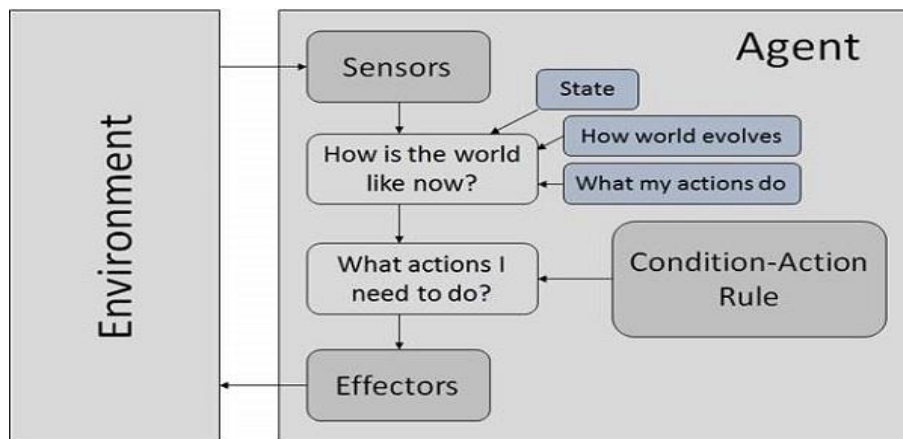 Agent
Sensors
State
How world evolves
How is the world
like now?
What my actions do
What actions I
need to do?
Condition-Action
Rule
Effectors
Environment